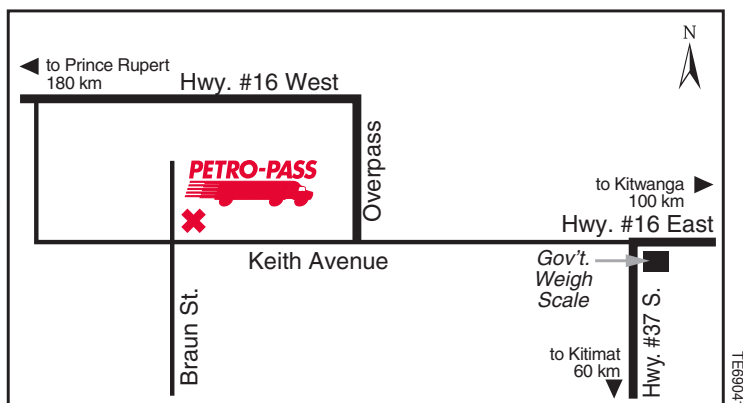 to Prince Rupert
180 km
Hwy. #16 West
N
Overpass
PETRO-PASS
to Kitwanga
100 km
Hwy. #16 East
Keith Avenue
Gov't.
Weigh
Scale
Braun St.
Hwy. #37 S.
to Kitimat
60 km